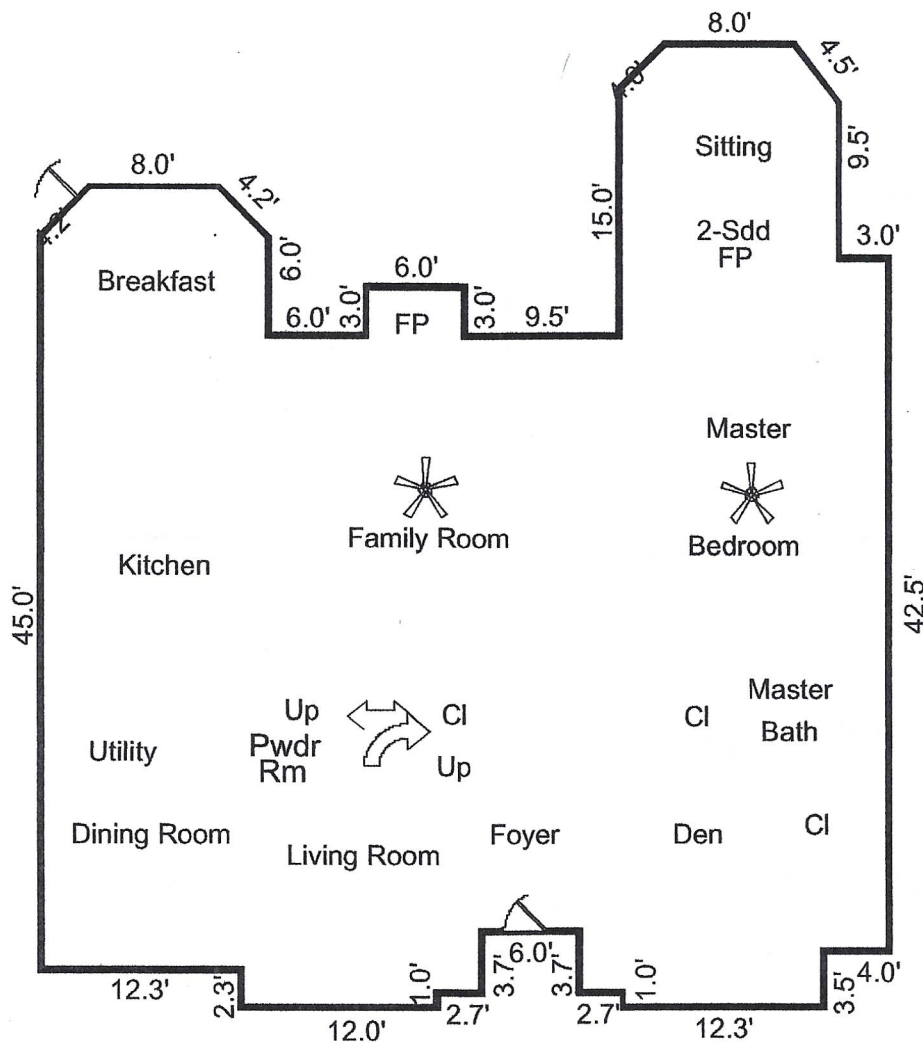 8.0'
4.5'
Sitting
9.5'
15.0'
2-Sdd
FP
3.0'
8.0'
4.2'
4.2'
6.0'
Breakfast
6.0'
6.0'
3.0'
FP
3.0'
9.5'
Master
Bedroom
Family Room
Kitchen
45.0'
42.5'
Up
Cl
Cl
Master
Bath
Utility
Pwdr
Rm
Up
Dining Room
Living Room
Foyer
Den
Cl
12.3'
2.3'
12.0'
1.0'
2.7'
3.7'
6.0'
3.7'
2.7'
1.0'
12.3'
3.5'
4.0'